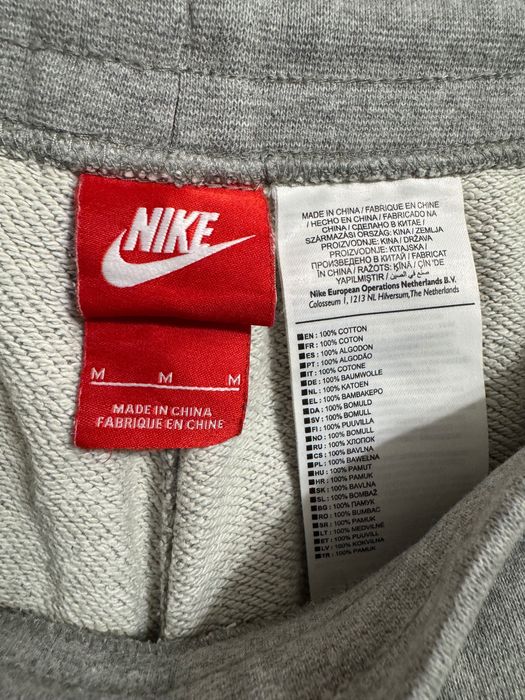 NIKE
M M M
MADE IN CHINA
FABRIQUE EN CHINE
MADE IN CHINA / FABRIQUE EN CHINE
/ HECHO EN CHINA / FABRICADO NA
CHINA / СДЕЛАНО В КИТАЕ /
SZÁRMAZÁSI ORSZÁG: KÍNA / ZEMLJA
PROIZVODNJE: KINA / DRŽAVA
PROIZVODNJE: KITAJSKA /
ПРОИЗВЕДЕНО В КИТАЙ / FABRICAT
ÎN CHINA / RAŽOTS: ĶĪNĀ / ÇİN 'DE
YAPILMIŞTIR / صنع في الصين
Nike European Operations Netherlands B.V.
Colosseum 1, 1213 NL Hilversum, The Netherlands
EN : 100% COTTON
FR : 100% COTON
ES : 100% ALGODON
PT : 100% ALGODÃO
IT : 100% COTONE
DE : 100% BAUMWOLLE
NL : 100% KATOEN
EL : 100% ΒΑΜΒΑΚΕΡΟ
DA : 100% BOMULD
SV : 100% BOMULL
FI : 100% PUUVILLA
NO : 100% BOMULL
RU : 100% ХЛОПОК
CS : 100% BAVLNA
PL : 100% BAWEŁNA
HU : 100% PAMUT
HR : 100% PAMUK
SK : 100% BAVLNA
SL : 100% BOMBAŽ
BG : 100% ПАМУК
RO : 100% BUMBAC
SR : 100% PAMUK
LT : 100% MEDVILNĖ
ET : 100% PUUVILL
LV : 100% KOKVILNA
TR : 100% PAMUK